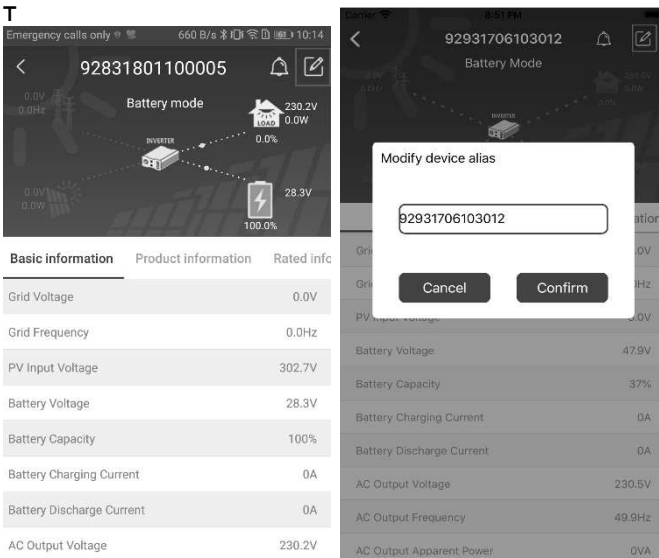 T
Emergency calls only
660 B/s
10:14
92831801100005
0.0V
0.0Hz
Battery mode
230.2V
LOAD
0.0W
0.0%
INVERTER
0.0V
0.0W
28.3V
100.0%
Basic information Product information Rated info
Grid Voltage 0.0V
Grid Frequency 0.0Hz
PV Input Voltage 302.7V
Battery Voltage 28.3V
Battery Capacity 100%
Battery Charging Current 0A
Battery Discharge Current 0A
AC Output Voltage 230.2V
Carrier 8:51 PM
92931706103012
Battery Mode
0.0%
INVERTER
Modify device alias
92931706103012
Cancel Confirm
Battery Voltage 47.9V
Battery Capacity 37%
Battery Charging Current 0A
Battery Discharge Current 0A
AC Output Voltage 230.5V
AC Output Frequency 49.9Hz
AC Output Apparent Power 0VA